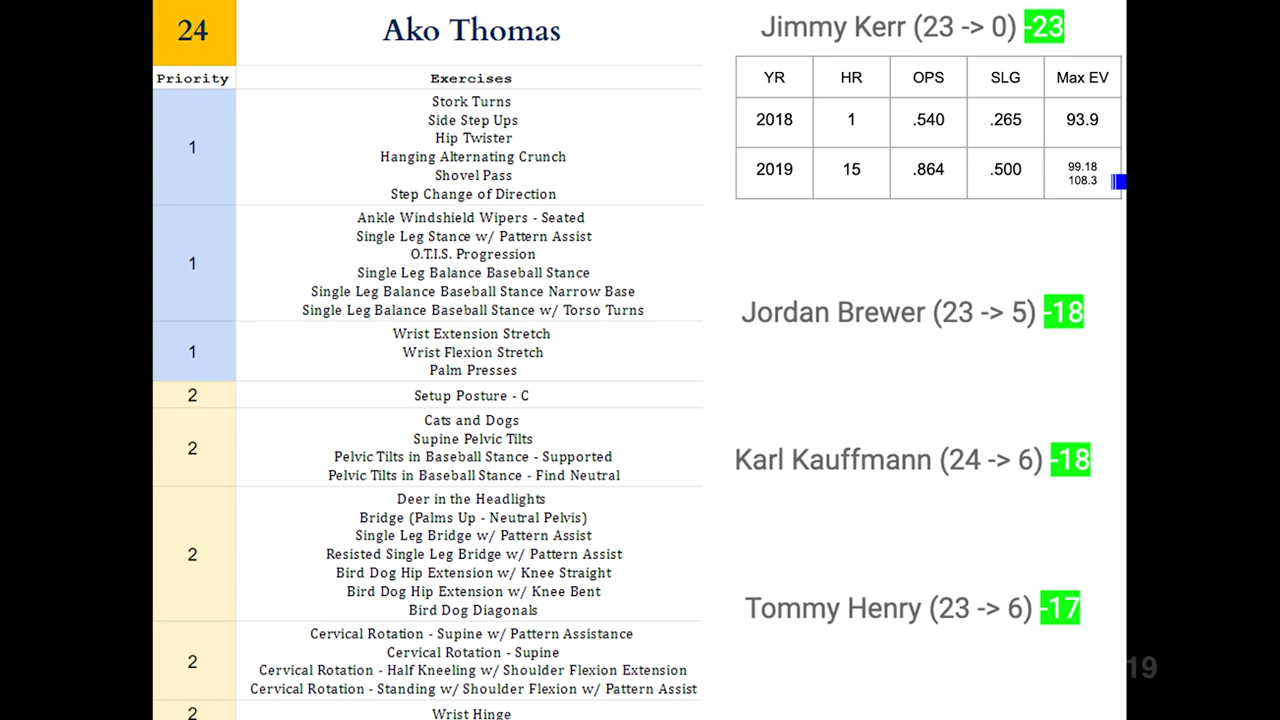 24
Ako Thomas
Priority
Exercises
1
Stork Turns
Side Step Ups
Hip Twister
Hanging Alternating Crunch
Shovel Pass
Step Change of Direction
1
Ankle Windshield Wipers - Seated
Single Leg Stance w/ Pattern Assist
O.T.I.S. Progression
Single Leg Balance Baseball Stance
Single Leg Balance Baseball Stance Narrow Base
Single Leg Balance Baseball Stance w/ Torso Turns
1
Wrist Extension Stretch
Wrist Flexion Stretch
Palm Presses
2
Setup Posture - C
2
Cats and Dogs
Supine Pelvic Tilts
Pelvic Tilts in Baseball Stance - Supported
Pelvic Tilts in Baseball Stance - Find Neutral
2
Deer in the Headlights
Bridge (Palms Up - Neutral Pelvis)
Single Leg Bridge w/ Pattern Assist
Resisted Single Leg Bridge w/ Pattern Assist
Bird Dog Hip Extension w/ Knee Straight
Bird Dog Hip Extension w/ Knee Bent
Bird Dog Diagonals
2
Cervical Rotation - Supine w/ Pattern Assistance
Cervical Rotation - Supine
Cervical Rotation - Half Kneeling w/ Shoulder Flexion Extension
Cervical Rotation - Standing w/ Shoulder Flexion w/ Pattern Assist
2
Wrist Hinge
Jimmy Kerr (23 -> 0) -23
YR HR OPS SLG Max EV
2018 1 .540 .265 93.9
2019 15 .864 .500 99.18
108.3
Jordan Brewer (23 -> 5) -18
Karl Kauffmann (24 -> 6) -18
Tommy Henry (23 -> 6) -17
19